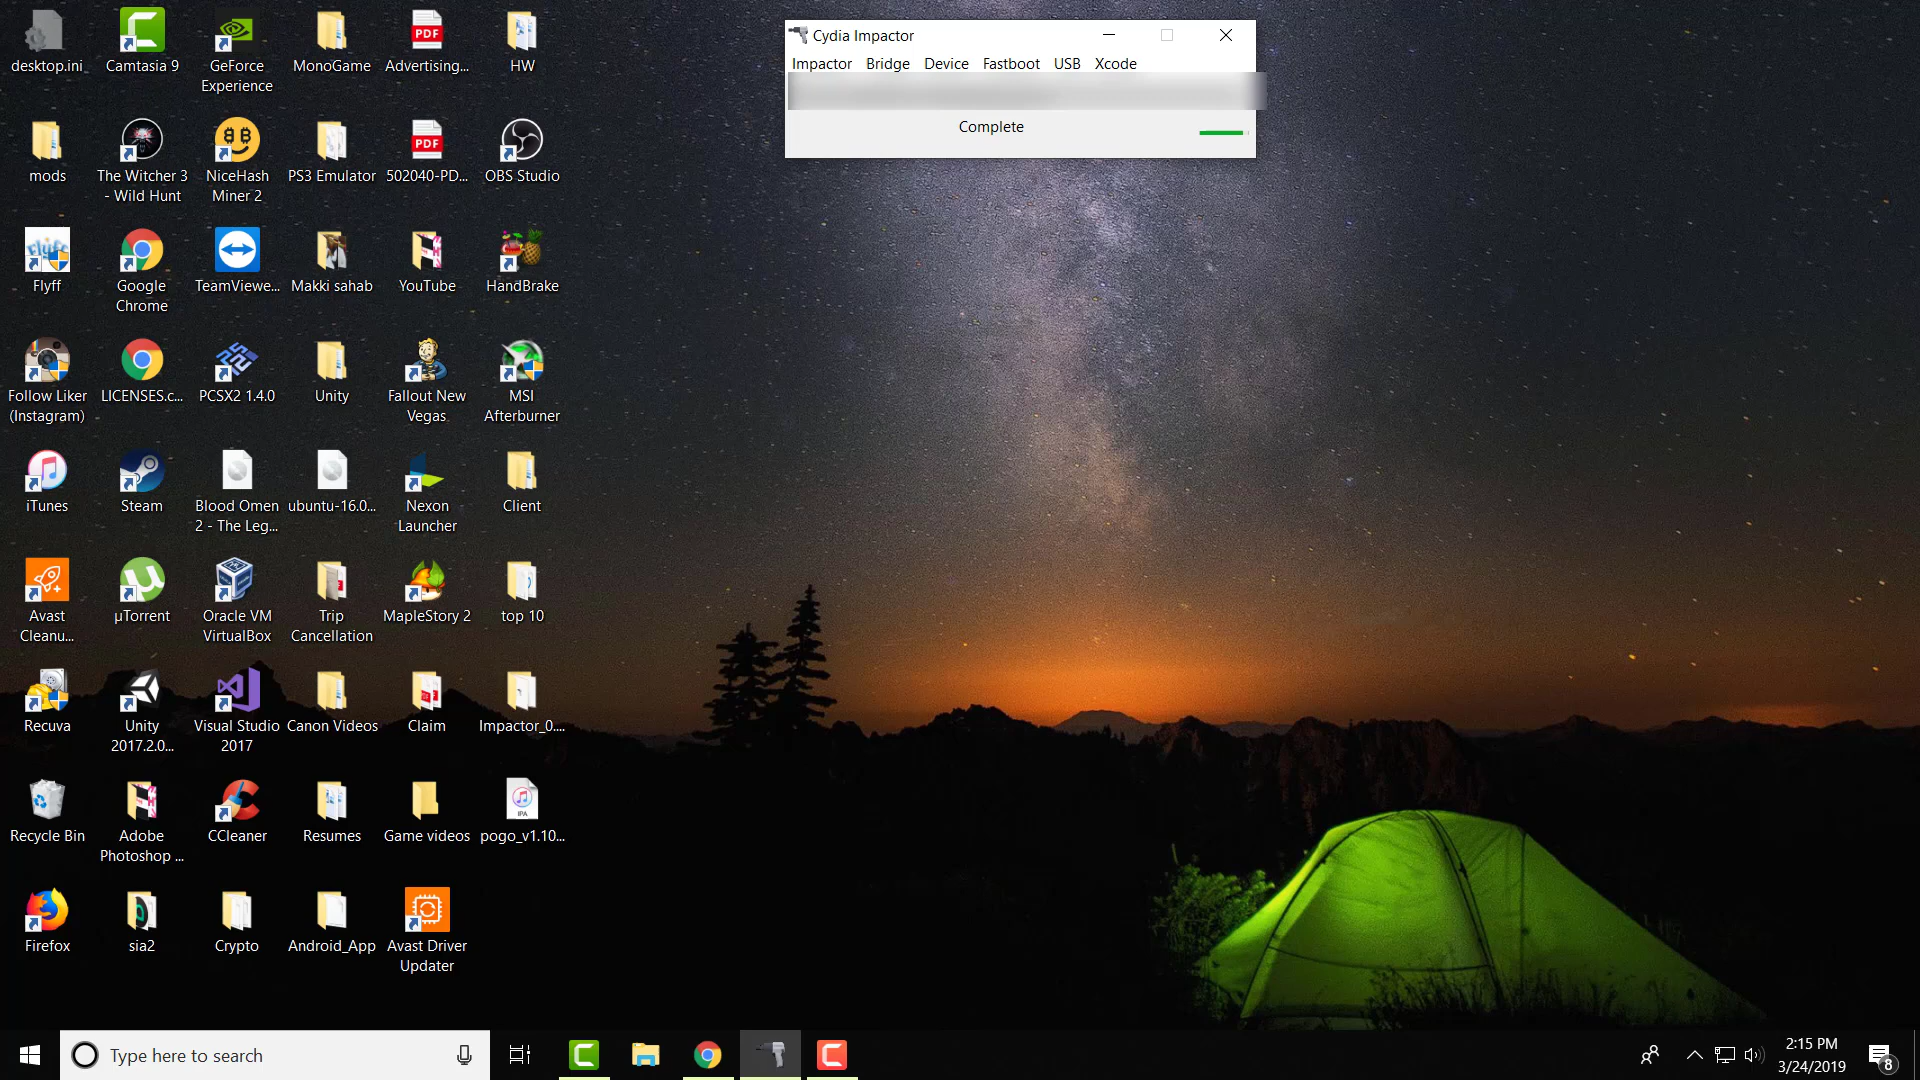 Cydia Impactor
Impactor Bridge Device Fastboot USB Xcode
Complete
desktop.ini
Camtasia 9
GeForce
Experience
MonoGame
PDF
Advertising...
HW
mods
The Witcher 3
- Wild Hunt
NiceHash
Miner 2
PS3 Emulator
PDF
502040-PD...
OBS Studio
Flyff
Flyff
Google
Chrome
TeamViewe...
Makki sahab
YouTube
HandBrake
Follow Liker
(Instagram)
LICENSES.c...
PCSX2 1.4.0
Unity
Fallout New
Vegas
MSI
Afterburner
iTunes
Steam
Blood Omen
2 - The Leg...
ubuntu-16.0...
Nexon
Launcher
Client
Avast
Cleanu...
µTorrent
Oracle VM
VirtualBox
Trip
Cancellation
MapleStory 2
top 10
Recuva
Unity
2017.2.0...
Visual Studio
2017
Canon Videos
Claim
Impactor_0....
Recycle Bin
Adobe
Photoshop ...
CCleaner
Resumes
Game videos
IPA
pogo_v1.10...
Firefox
sia2
Crypto
Android_App
Avast Driver
Updater
Type here to search
2:15 PM
3/24/2019
8